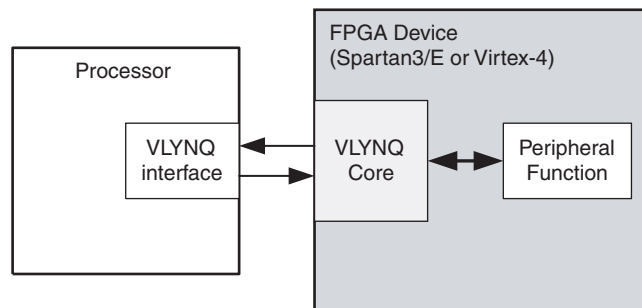 FPGA Device
(Spartan3/E or Virtex-4)
Processor
VLYNQ
interface
VLYNQ
Core
Peripheral
Function